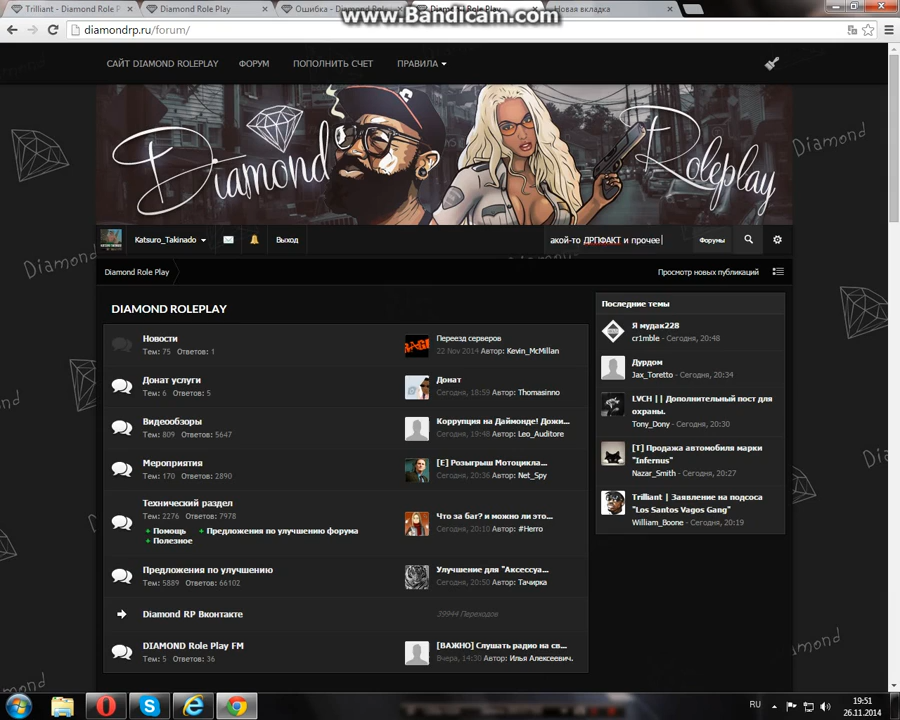 Trilliant - Diamond Role P
Diamond Role Play
Ошибка - Diamond Role
Новая вкладка
www.Bandicam.com
diamondrp.ru/forum/
САЙТ DIAMOND ROLEPLAY ФОРУМ ПОПОЛНИТЬ СЧЕТ ПРАВИЛА
Diamond Roleplay
Katsuro_Takinado Выход акой-то ДРПФАКТ и прочее Форумы
Diamond Role Play Просмотр новых публикаций
DIAMOND ROLEPLAY
Новости
Тем: 75 Ответов: 1
Переезд серверов
22 Nov 2014 Автор: Kevin_McMillan
Донат услуги
Тем: 6 Ответов: 5
Донат
Сегодня, 18:59 Автор: Thomasinno
Видеообзоры
Тем: 809 Ответов: 5647
Коррупция на Даймонде! Дожи...
Сегодня, 19:48 Автор: Leo_Auditore
Мероприятия
Тем: 170 Ответов: 2890
[E] Розыгрыш Мотоцикла...
Сегодня, 20:36 Автор: Net_Spy
Технический раздел
Тем: 2276 Ответов: 7978
+ Помощь + Предложения по улучшению форума
+ Полезное
Что за баг? и можно ли это...
Сегодня, 20:10 Автор: #Herro
Предложения по улучшению
Тем: 5889 Ответов: 66102
Улучшение для "Аксессуа...
Сегодня, 20:50 Автор: Тачирка
Diamond RP Вконтакте
39944 Переходов
DIAMOND Role Play FM
Тем: 5 Ответов: 36
[ВАЖНО] Слушать радио на св...
Вчера, 14:30 Автор: Илья Алексеевич.
Последние темы
Я мудак228
cr1mble - Сегодня, 20:48
Дурдом
Jax_Toretto - Сегодня, 20:34
LVCH || Дополнительный пост для
охраны.
Tony_Dony - Сегодня, 20:30
[T] Продажа автомобиля марки
"Infernus"
Nazar_Smith - Сегодня, 20:27
Trilliant | Заявление на подсоса
"Los Santos Vagos Gang"
William_Boone - Сегодня, 20:19
Diamond
Diamond
Diamond
RU
19:51
26.11.2014